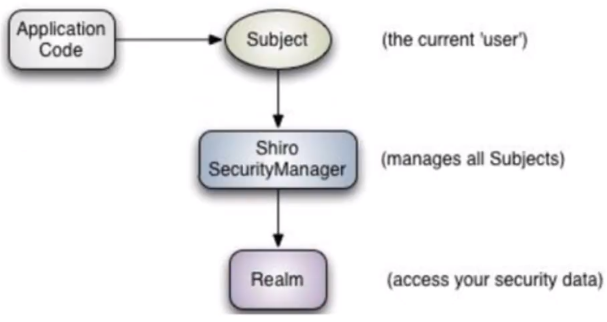 Application
Code
Subject
(the current 'user')
Shiro
SecurityManager
(manages all Subjects)
Realm
(access your security data)